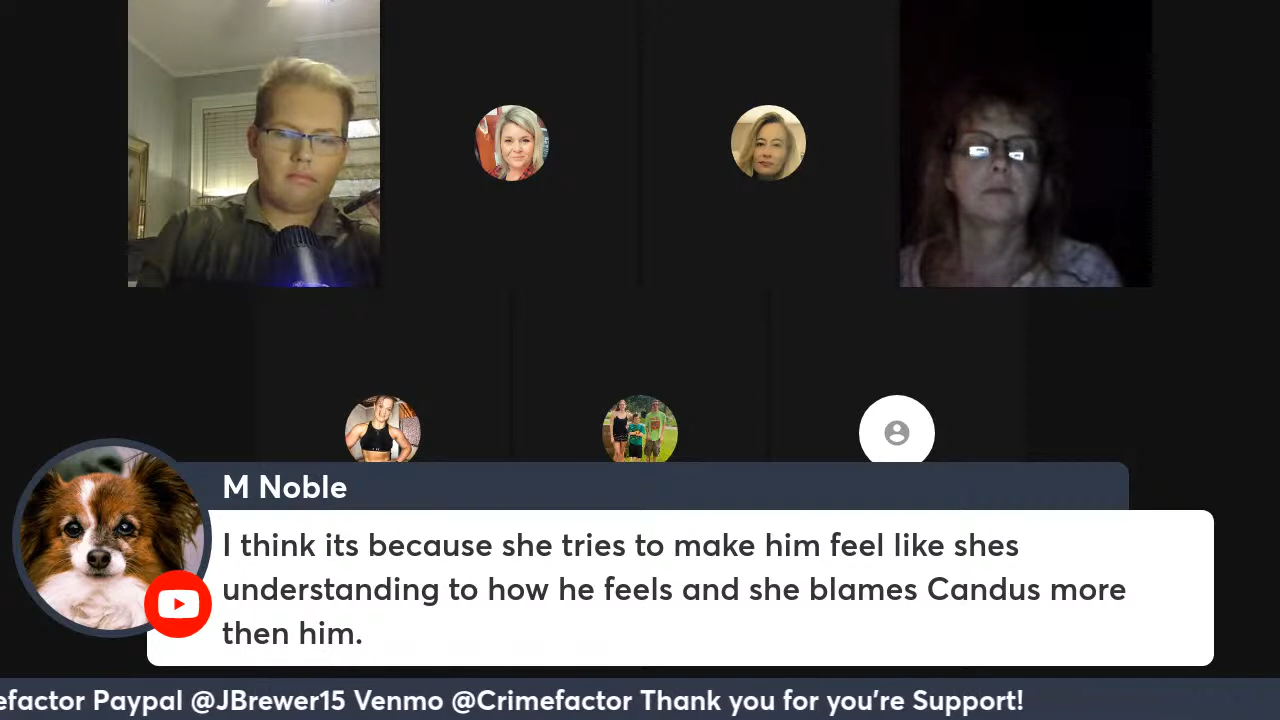 M Noble
I think its because she tries to make him feel like shes
understanding to how he feels and she blames Candus more
then him.
efactor Paypal @JBrewer15 Venmo @Crimefactor Thank you for you're Support!